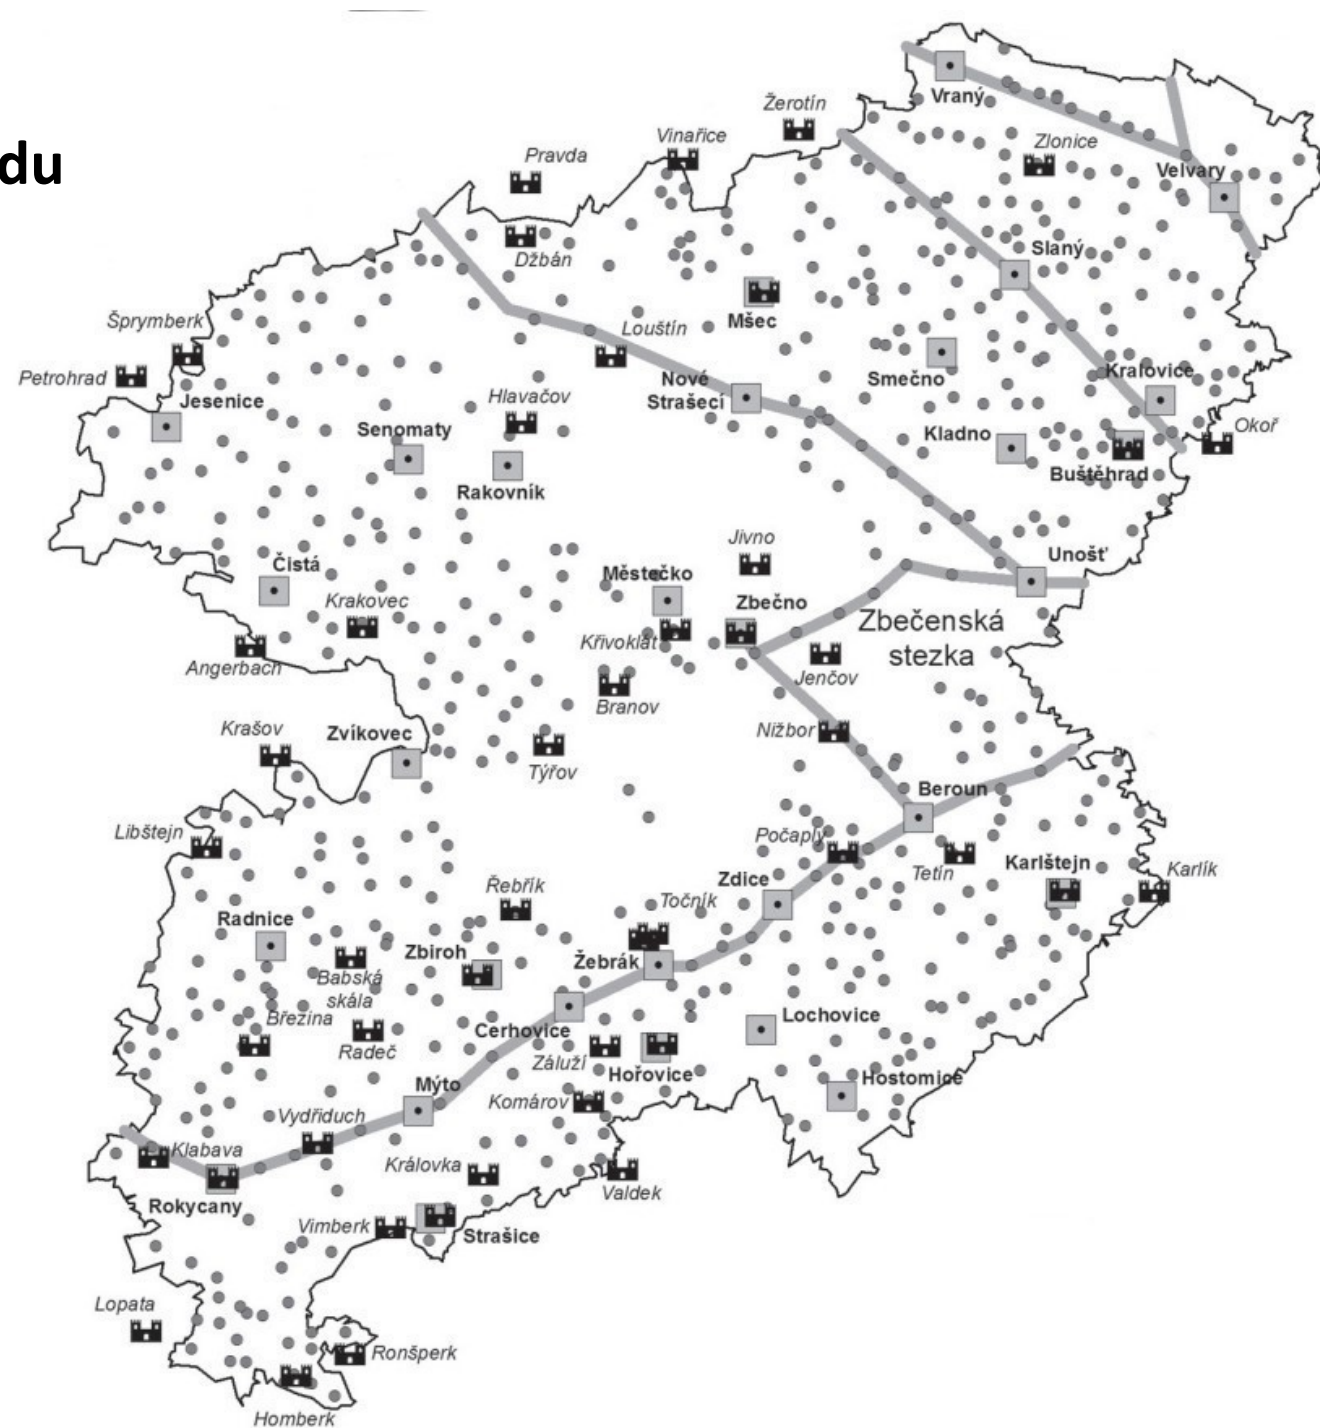 du
Vraný
Žerotín
Vinařice
Zlonice
Pravda
Velvary
Slaný
Džbán
Mšec
Šprymberk
Louštín
Petrohrad
Smečno
Kralovice
Nové
Strašecí
Jesenice
Hlavačov
Okoř
Senomaty
Kladno
Buštěhrad
Rakovník
Jivno
Unošť
Čistá
Městečko
Krakovec
Zbečno
Zbečenská
stezka
Křivoklát
Angerbach
Jenčov
Branov
Krašov
Zvíkovec
Nižbor
Týřov
Beroun
Libštejn
Počaply
Tetín
Karlštejn
Karlík
Zdice
Řebřík
Točník
Radnice
Zbiroh
Žebrák
Babská
skála
Březina
Lochovice
Cerhovice
Radeč
Záluží
Hořovice
Hostomice
Mýto
Komárov
Vydřiduch
Klabava
Královka
Valdek
Rokycany
Vimberk
Strašice
Lopata
Ronšperk
Homberk